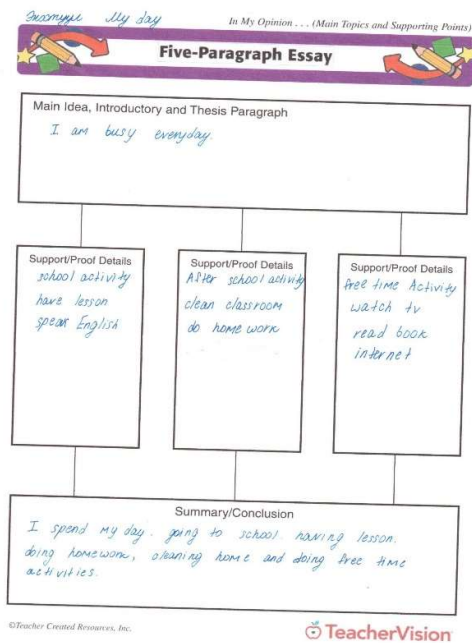 My day
In My Opinion . . . (Main Topics and Supporting Points)
Five-Paragraph Essay
Main Idea, Introductory and Thesis Paragraph
I am busy everyday.
Support/Proof Details
school activity
have lesson
speak English
Support/Proof Details
After school activity
clean classroom
do home work
Support/Proof Details
free time Activity
watch tv
read book
internet
Summary/Conclusion
I spend my day. going to school. having lesson.
doing homework, cleaning home and doing free time
activities.
©Teacher Created Resources, Inc.
TeacherVision